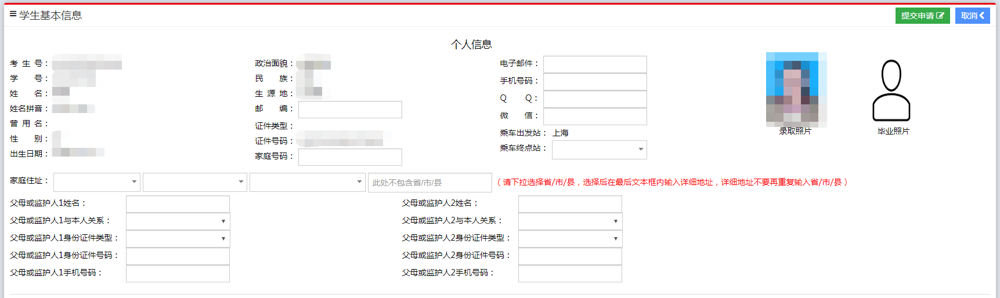 学生基本信息
提交申请
取消
个人信息
考 生 号：
学 号：
姓 名：
姓名拼音：
曾 用 名：
性 别：
出生日期：
政治面貌：
民 族：
生 源 地：
邮 编：
证件类型：
证件号码：
家庭号码：
电子邮件：
手机号码：
Q Q：
微 信：
乘车出发站： 上海
乘车终点站：
录取照片
毕业照片
家庭住址： 此处不包含省/市/县 （请下拉选择省/市/县，选择后在最后文本框内输入详细地址，详细地址不要再重复输入省/市/县）
父母或监护人1姓名： 父母或监护人2姓名：
父母或监护人1与本人关系： 父母或监护人2与本人关系：
父母或监护人1身份证件类型： 父母或监护人2身份证件类型：
父母或监护人1身份证件号码： 父母或监护人2身份证件号码：
父母或监护人1手机号码： 父母或监护人2手机号码：